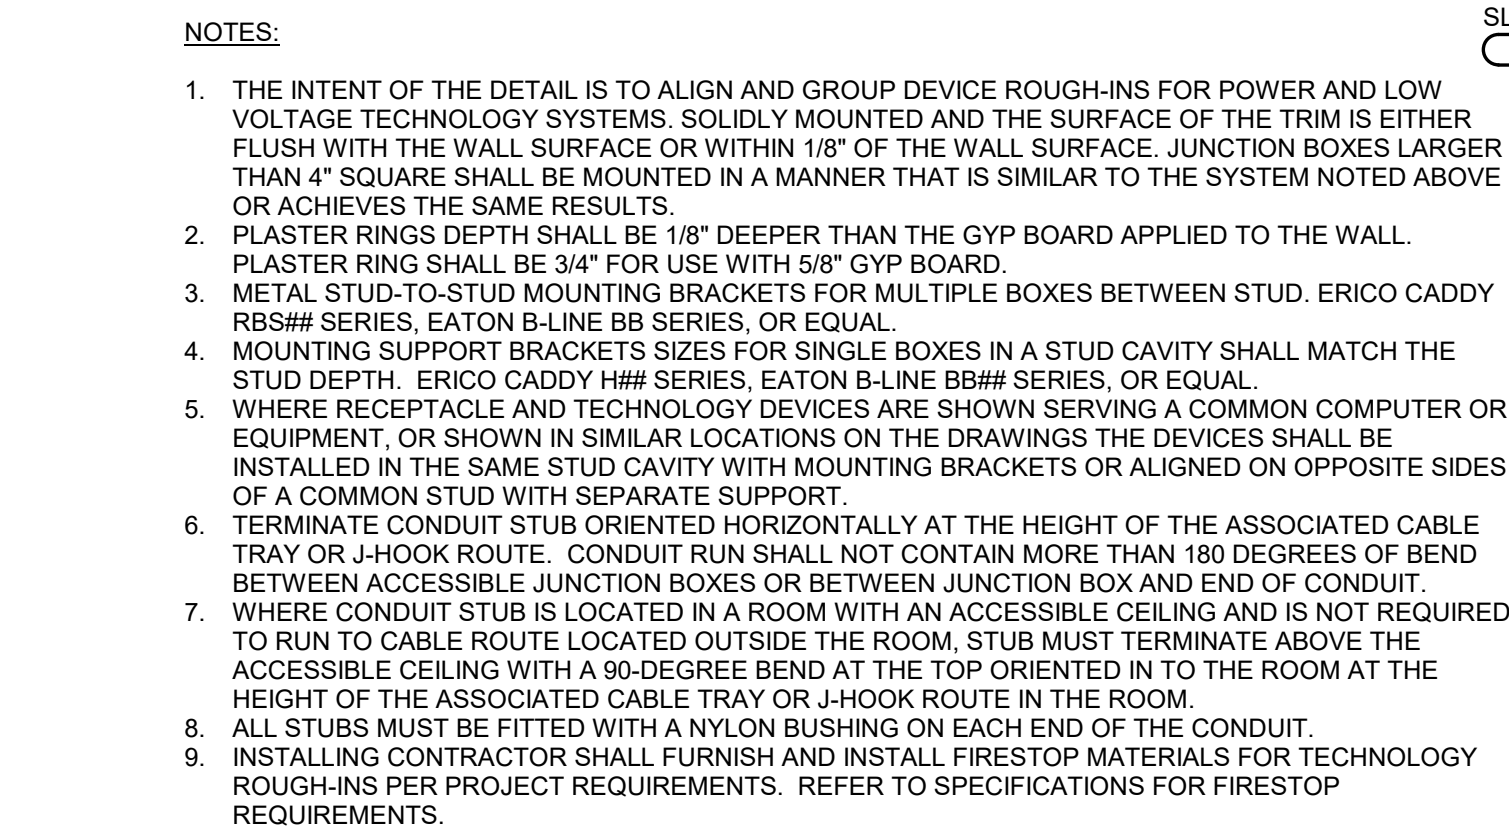 SL
NOTES:
1. THE INTENT OF THE DETAIL IS TO ALIGN AND GROUP DEVICE ROUGH-INS FOR POWER AND LOW
VOLTAGE TECHNOLOGY SYSTEMS. SOLIDLY MOUNTED AND THE SURFACE OF THE TRIM IS EITHER
FLUSH WITH THE WALL SURFACE OR WITHIN 1/8" OF THE WALL SURFACE. JUNCTION BOXES LARGER
THAN 4" SQUARE SHALL BE MOUNTED IN A MANNER THAT IS SIMILAR TO THE SYSTEM NOTED ABOVE
OR ACHIEVES THE SAME RESULTS.
2. PLASTER RINGS DEPTH SHALL BE 1/8" DEEPER THAN THE GYP BOARD APPLIED TO THE WALL.
PLASTER RING SHALL BE 3/4" FOR USE WITH 5/8" GYP BOARD.
3. METAL STUD-TO-STUD MOUNTING BRACKETS FOR MULTIPLE BOXES BETWEEN STUD. ERICO CADDY
RBS## SERIES, EATON B-LINE BB SERIES, OR EQUAL.
4. MOUNTING SUPPORT BRACKETS SIZES FOR SINGLE BOXES IN A STUD CAVITY SHALL MATCH THE
STUD DEPTH.  ERICO CADDY H## SERIES, EATON B-LINE BB## SERIES, OR EQUAL.
5. WHERE RECEPTACLE AND TECHNOLOGY DEVICES ARE SHOWN SERVING A COMMON COMPUTER OR
EQUIPMENT, OR SHOWN IN SIMILAR LOCATIONS ON THE DRAWINGS THE DEVICES SHALL BE
INSTALLED IN THE SAME STUD CAVITY WITH MOUNTING BRACKETS OR ALIGNED ON OPPOSITE SIDES
OF A COMMON STUD WITH SEPARATE SUPPORT.
6. TERMINATE CONDUIT STUB ORIENTED HORIZONTALLY AT THE HEIGHT OF THE ASSOCIATED CABLE
TRAY OR J-HOOK ROUTE.  CONDUIT RUN SHALL NOT CONTAIN MORE THAN 180 DEGREES OF BEND
BETWEEN ACCESSIBLE JUNCTION BOXES OR BETWEEN JUNCTION BOX AND END OF CONDUIT.
7. WHERE CONDUIT STUB IS LOCATED IN A ROOM WITH AN ACCESSIBLE CEILING AND IS NOT REQUIRED
TO RUN TO CABLE ROUTE LOCATED OUTSIDE THE ROOM, STUB MUST TERMINATE ABOVE THE
ACCESSIBLE CEILING WITH A 90-DEGREE BEND AT THE TOP ORIENTED IN TO THE ROOM AT THE
HEIGHT OF THE ASSOCIATED CABLE TRAY OR J-HOOK ROUTE IN THE ROOM.
8. ALL STUBS MUST BE FITTED WITH A NYLON BUSHING ON EACH END OF THE CONDUIT.
9. INSTALLING CONTRACTOR SHALL FURNISH AND INSTALL FIRESTOP MATERIALS FOR TECHNOLOGY
ROUGH-INS PER PROJECT REQUIREMENTS.  REFER TO SPECIFICATIONS FOR FIRESTOP
REQUIREMENTS.